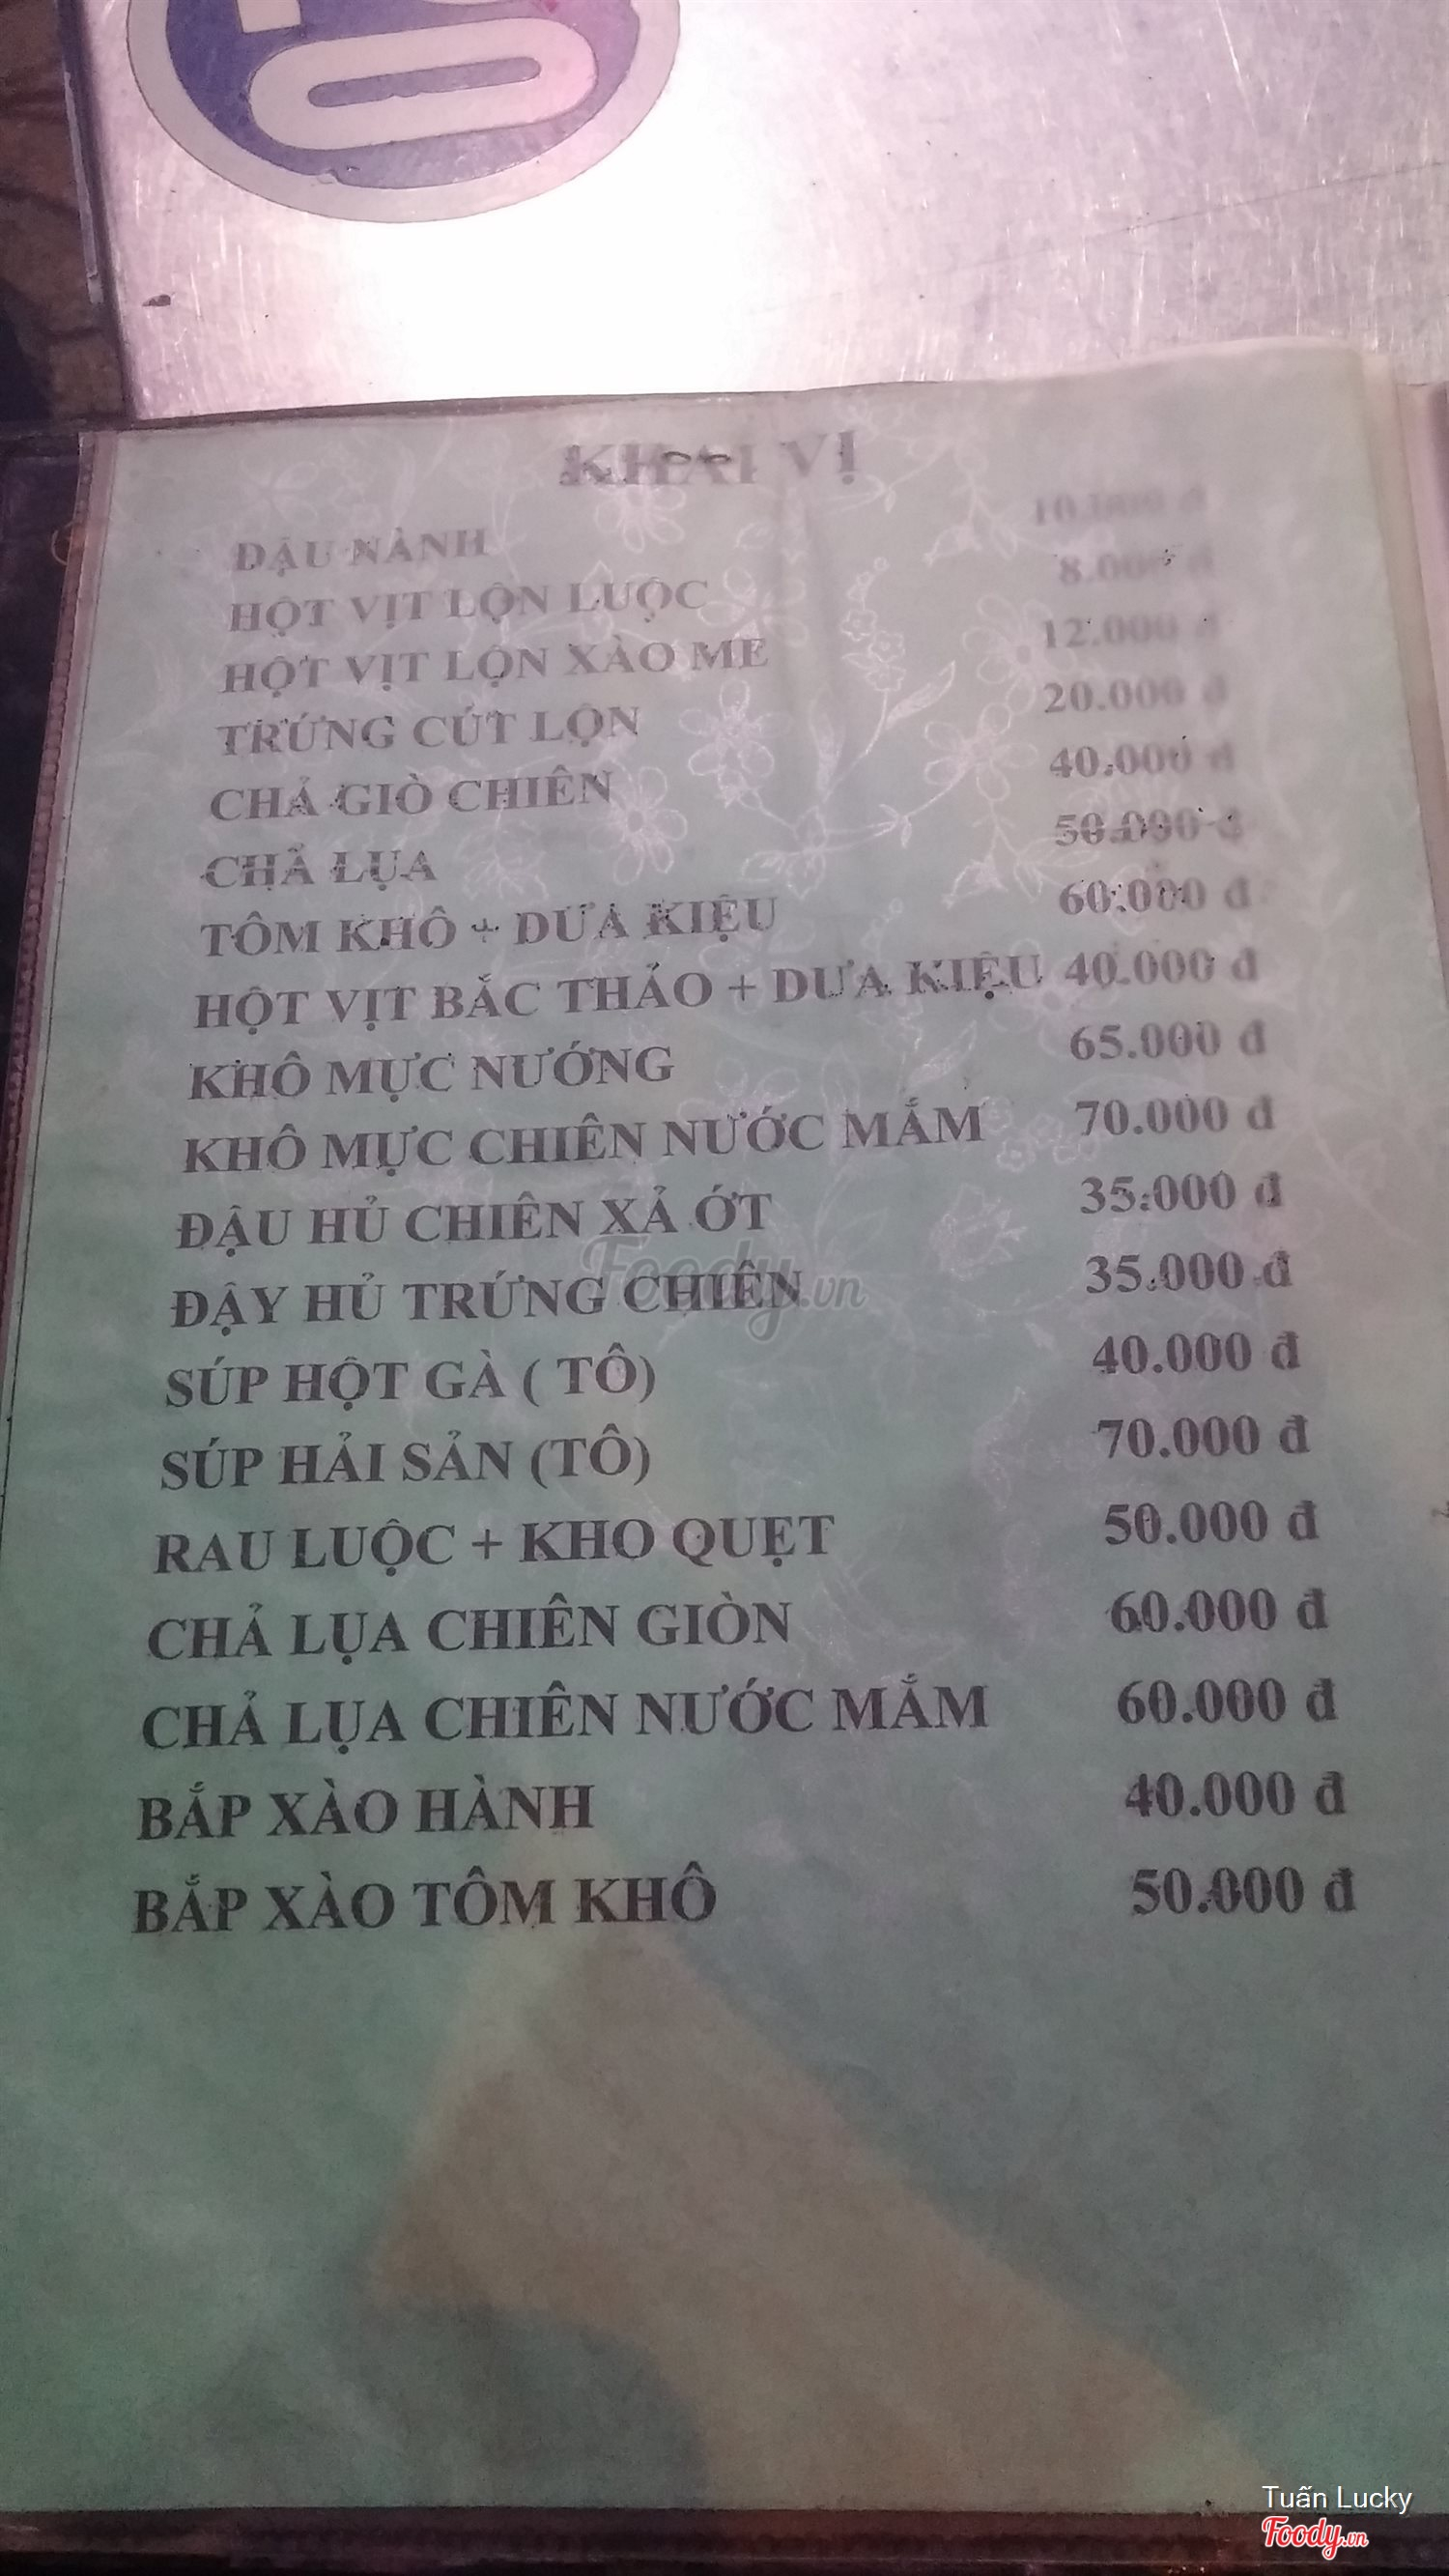 KHAI VỊ
ĐẬU NÀNH 10.000 đ
HỘT VỊT LỘN LUỘC 8.000 đ
HỘT VỊT LỘN XÀO ME 12.000 đ
TRỨNG CÚT LỘN 20.000 đ
CHẢ GIÒ CHIÊN 40.000 đ
CHẢ LỤA 50.000 đ
TÔM KHÔ + DƯA KIỆU 60.000 đ
HỘT VỊT BẮC THẢO + DƯA KIỆU 40.000 đ
KHÔ MỰC NƯỚNG 65.000 đ
KHÔ MỰC CHIÊN NƯỚC MẮM 70.000 đ
ĐẬU HỦ CHIÊN XẢ ỚT 35.000 đ
ĐẬY HỦ TRỨNG CHIÊN 35.000 đ
SÚP HỘT GÀ ( TÔ) 40.000 đ
SÚP HẢI SẢN (TÔ) 70.000 đ
RAU LUỘC + KHO QUẸT 50.000 đ
CHẢ LỤA CHIÊN GIÒN 60.000 đ
CHẢ LỤA CHIÊN NƯỚC MẮM 60.000 đ
BẮP XÀO HÀNH 40.000 đ
BẮP XÀO TÔM KHÔ 50.000 đ
Foody.vn
Tuấn Lucky
Foody.vn